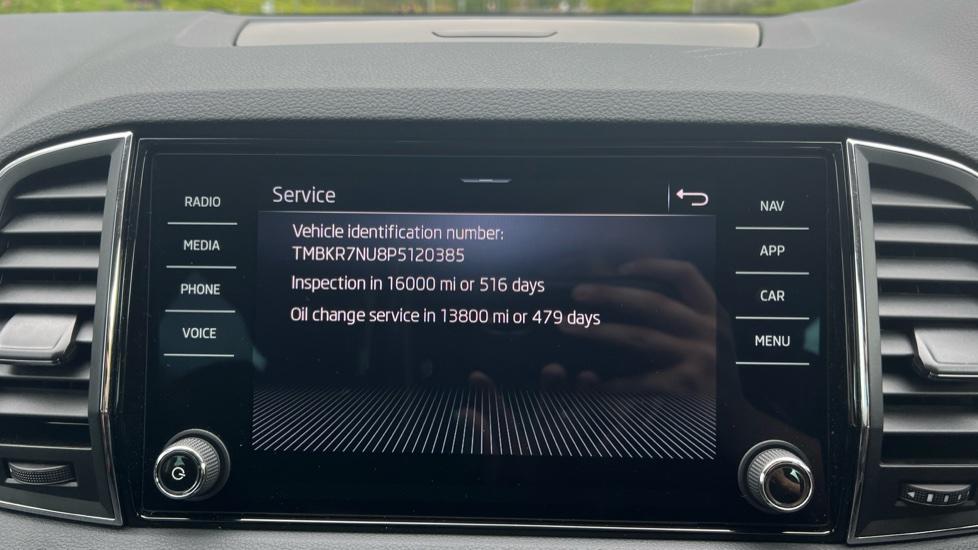 Service
RADIO
MEDIA
PHONE
VOICE
Vehicle identification number:
TMBKR7NU8P5120385
Inspection in 16000 mi or 516 days
Oil change service in 13800 mi or 479 days
NAV
APP
CAR
MENU